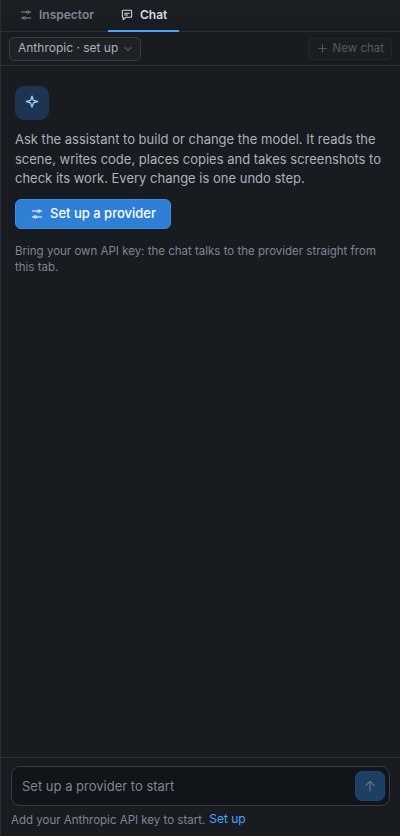 Inspector Chat
Anthropic · set up + New chat
Ask the assistant to build or change the model. It reads the
scene, writes code, places copies and takes screenshots to
check its work. Every change is one undo step.
Set up a provider
Bring your own API key: the chat talks to the provider straight from
this tab.
Set up a provider to start
Add your Anthropic API key to start. Set up